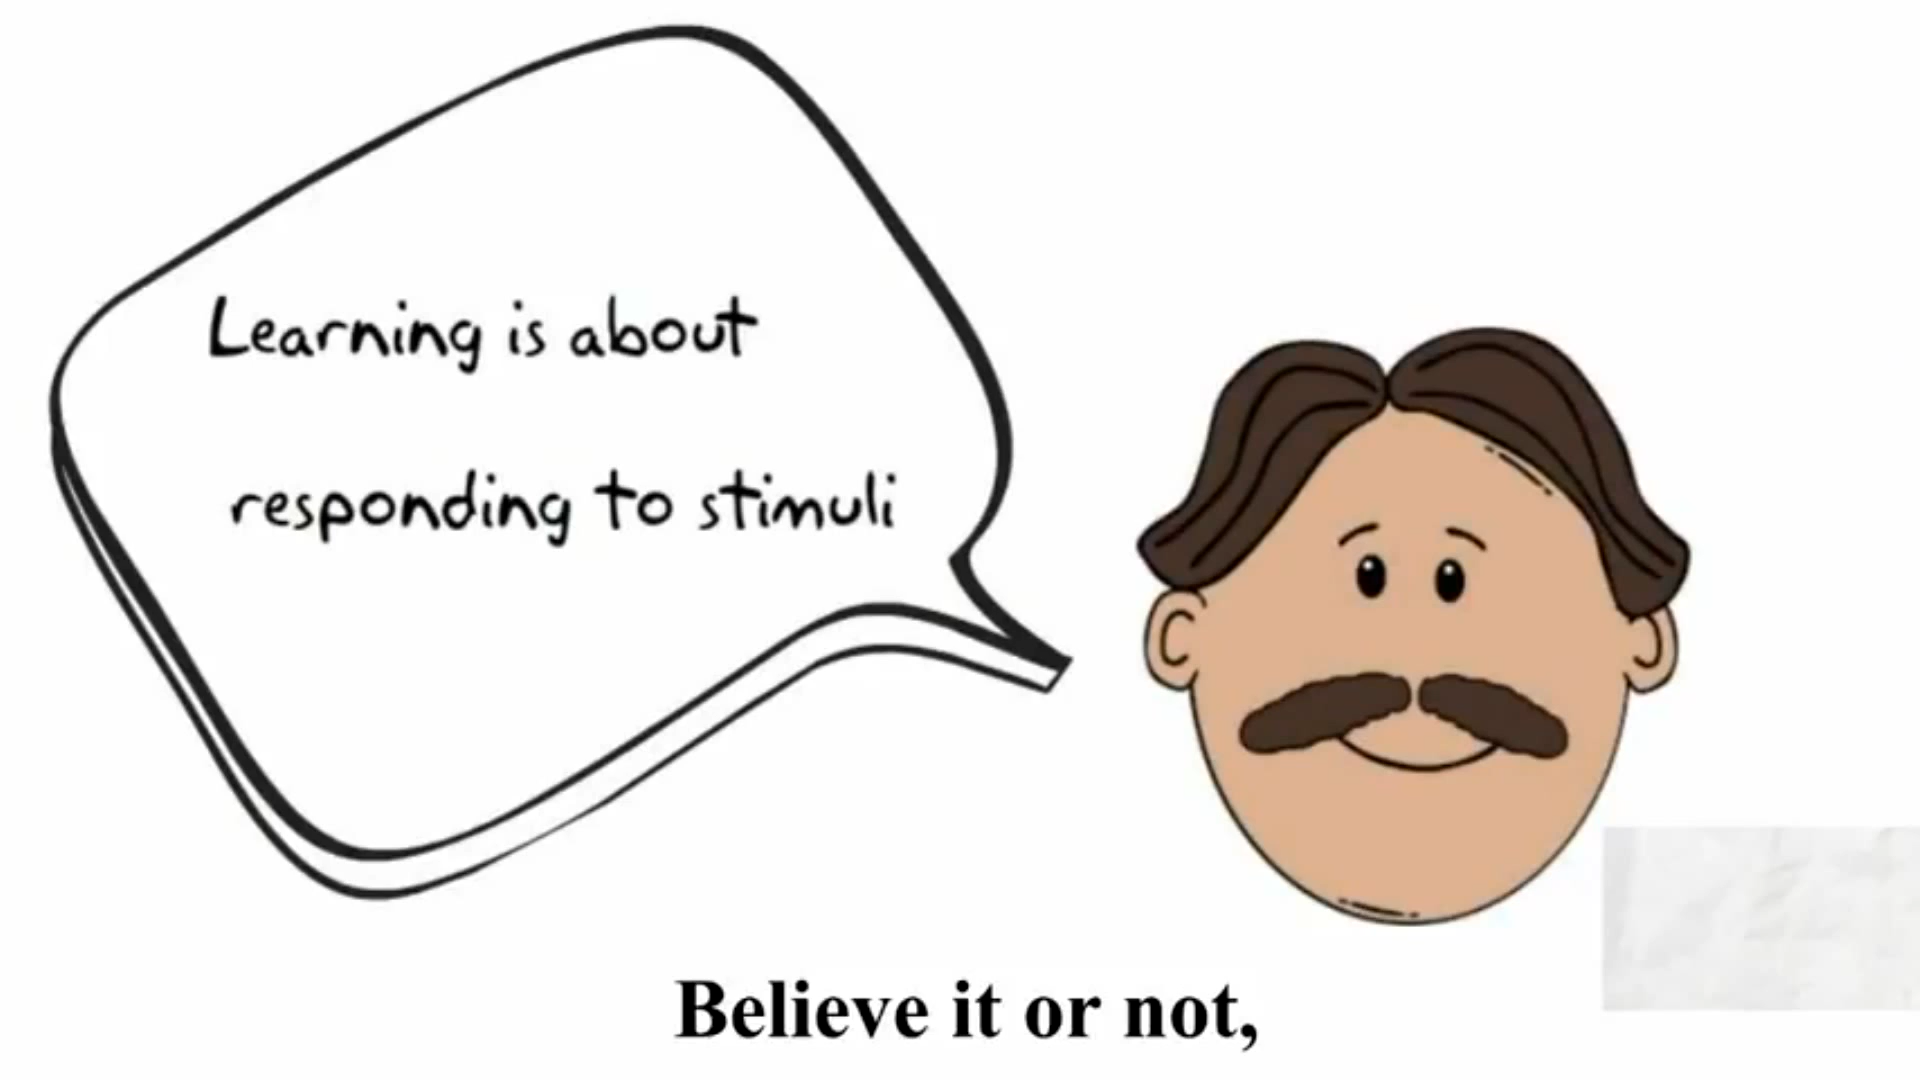 Learning is about
responding to stimuli
Believe it or not,